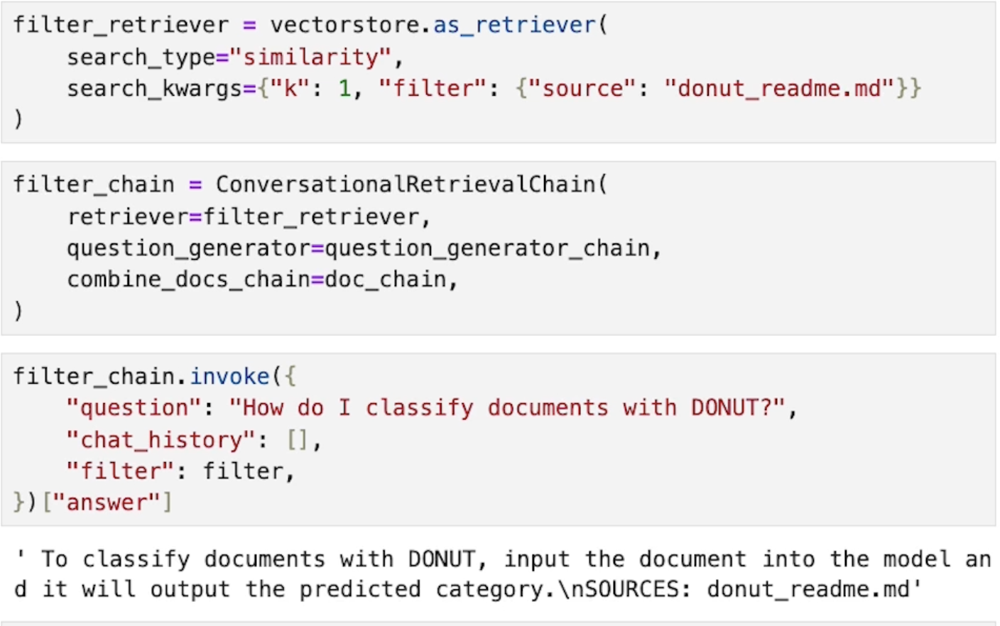 filter_retriever = vectorstore.as_retriever(
    search_type="similarity",
    search_kwargs={"k": 1, "filter": {"source": "donut_readme.md"}}
)
filter_chain = ConversationalRetrievalChain(
    retriever=filter_retriever,
    question_generator=question_generator_chain,
    combine_docs_chain=doc_chain,
)
filter_chain.invoke({
    "question": "How do I classify documents with DONUT?",
    "chat_history": [],
    "filter": filter,
})["answer"]
' To classify documents with DONUT, input the document into the model an
d it will output the predicted category.\nSOURCES: donut_readme.md'